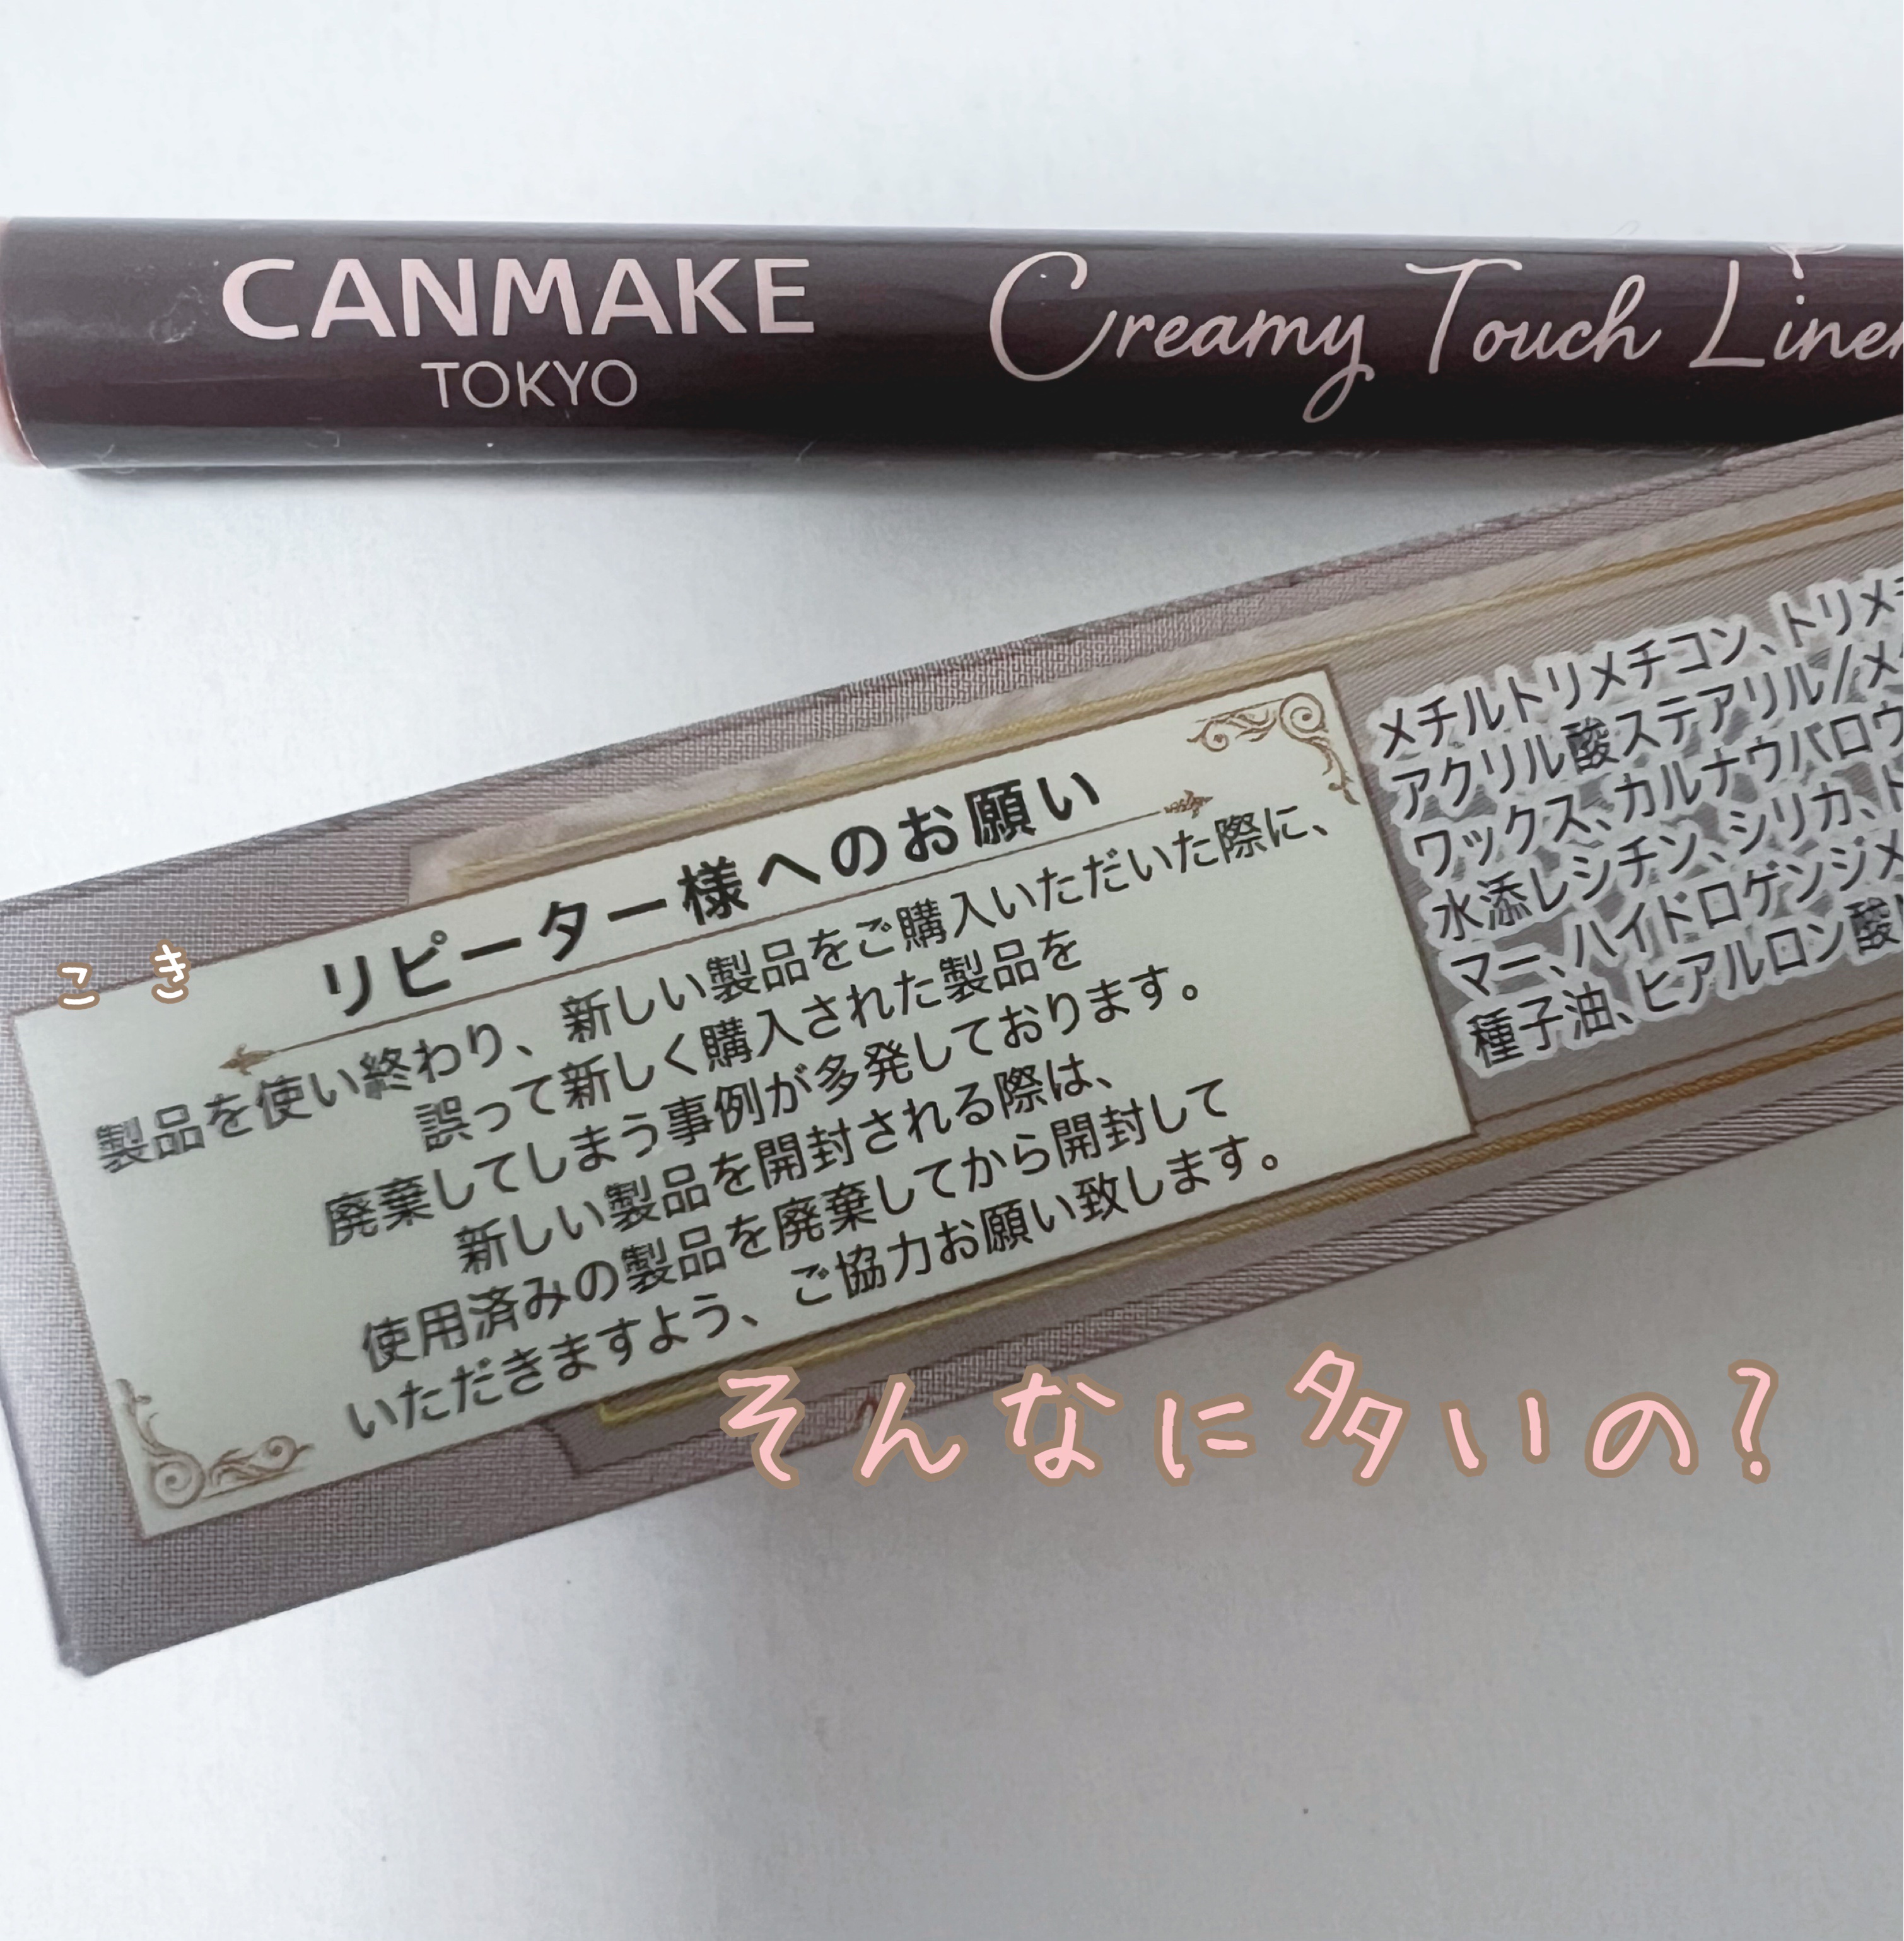 CANMAKE
TOKYO
Creamy Touch Liner
リピーター様へのお願い
製品を使い終わり、新しい製品をご購入いただいた際に、
誤って新しく購入された製品を
廃棄してしまう事例が多発しております。
新しい製品を開封される際は、
使用済みの製品を廃棄してから開封して
いただきますよう、ご協力お願い致します。
メチルトリメチコン、トリメチ
アクリル酸ステアリル/メタ
ワックス、カルナウバロウ
水添レシチン、シリカ、ト
マー、ハイドロゲンジメ
種子油、ヒアルロン酸
こき
そんなに多いの?